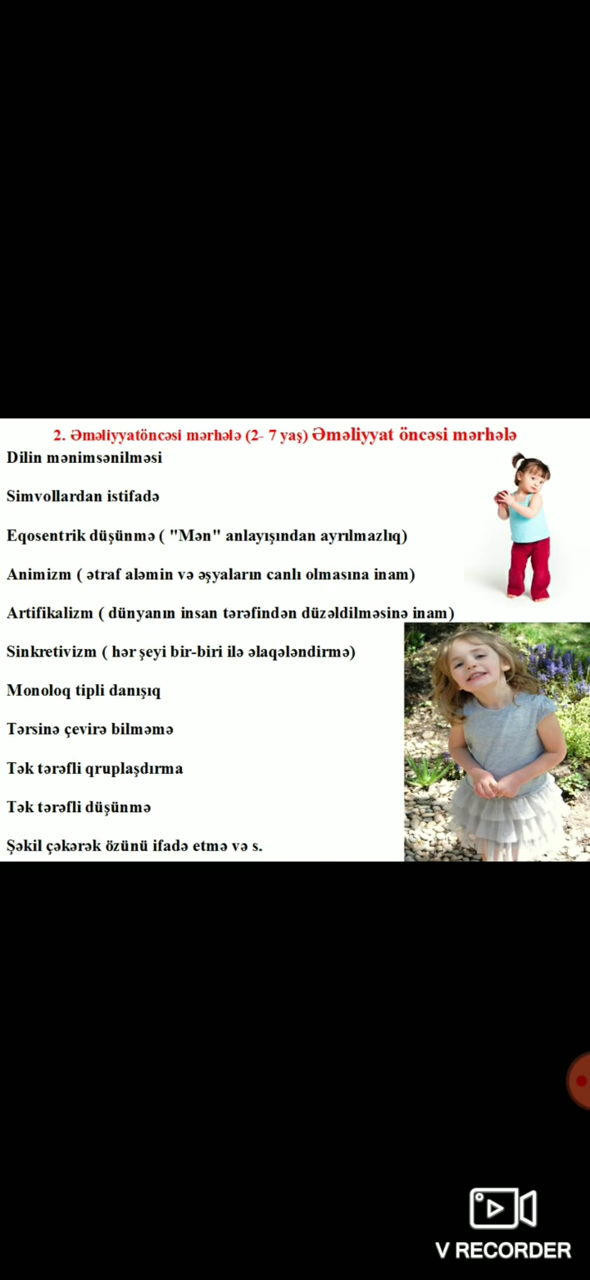 2. Əməliyyatöncəsi mərhələ (2- 7 yaş) Əməliyyat öncəsi mərhələ
Dilin mənimsənilməsi
Simvollardan istifadə
Eqosentrik düşünmə ( "Mən" anlayışından ayrılmazlıq)
Animizm ( ətraf aləmin və əşyaların canlı olmasına inam)
Artifikalizm ( dünyanın insan tərəfindən düzəldilməsinə inam)
Sinkretivizm ( hər şeyi bir-biri ilə əlaqələndirmə)
Monoloq tipli danışıq
Tərsinə çevirə bilməmə
Tək tərəfli qruplaşdırma
Tək tərəfli düşünmə
Şəkil çəkərək özünü ifadə etmə və s.
V RECORDER